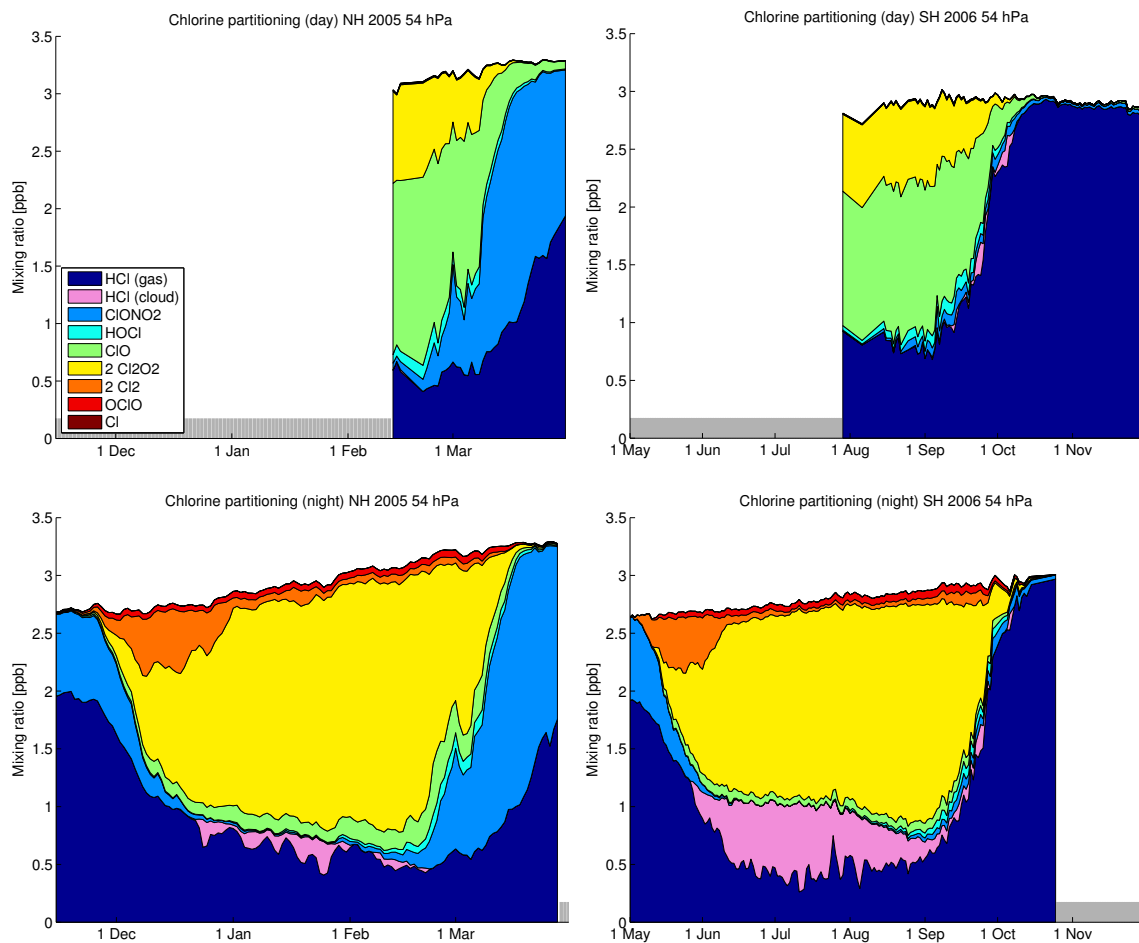 Chlorine partitioning (day) NH 2005 54 hPa
3.5
3
2.5
2
1.5
1
0.5
0
Mixing ratio [ppb]
HCl (gas)
HCl (cloud)
ClONO2
HOCl
ClO
2 Cl2O2
2 Cl2
OClO
Cl
1 Dec 1 Jan 1 Feb 1 Mar
Chlorine partitioning (day) SH 2006 54 hPa
3.5
3
2.5
2
1.5
1
0.5
0
Mixing ratio [ppb]
1 May 1 Jun 1 Jul 1 Aug 1 Sep 1 Oct 1 Nov
Chlorine partitioning (night) NH 2005 54 hPa
3.5
3
2.5
2
1.5
1
0.5
0
Mixing ratio [ppb]
1 Dec 1 Jan 1 Feb 1 Mar
Chlorine partitioning (night) SH 2006 54 hPa
3.5
3
2.5
2
1.5
1
0.5
0
Mixing ratio [ppb]
1 May 1 Jun 1 Jul 1 Aug 1 Sep 1 Oct 1 Nov